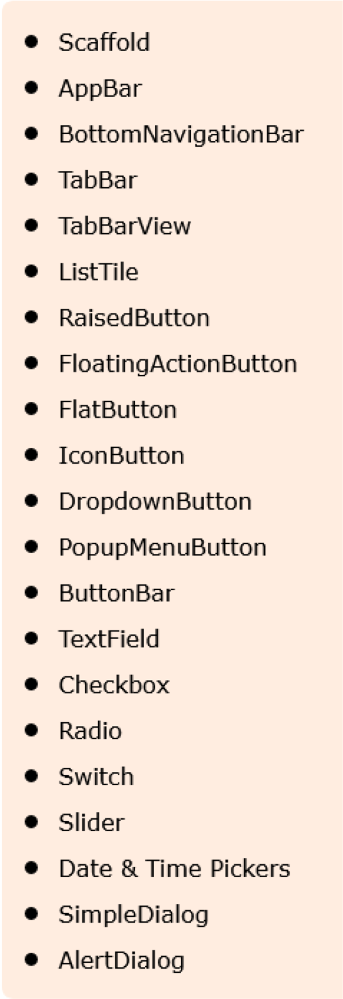 • Scaffold
• AppBar
• BottomNavigationBar
• TabBar
• TabBarView
• ListTile
• RaisedButton
• FloatingActionButton
• FlatButton
• IconButton
• DropdownButton
• PopupMenuButton
• ButtonBar
• TextField
• Checkbox
• Radio
• Switch
• Slider
• Date & Time Pickers
• SimpleDialog
• AlertDialog